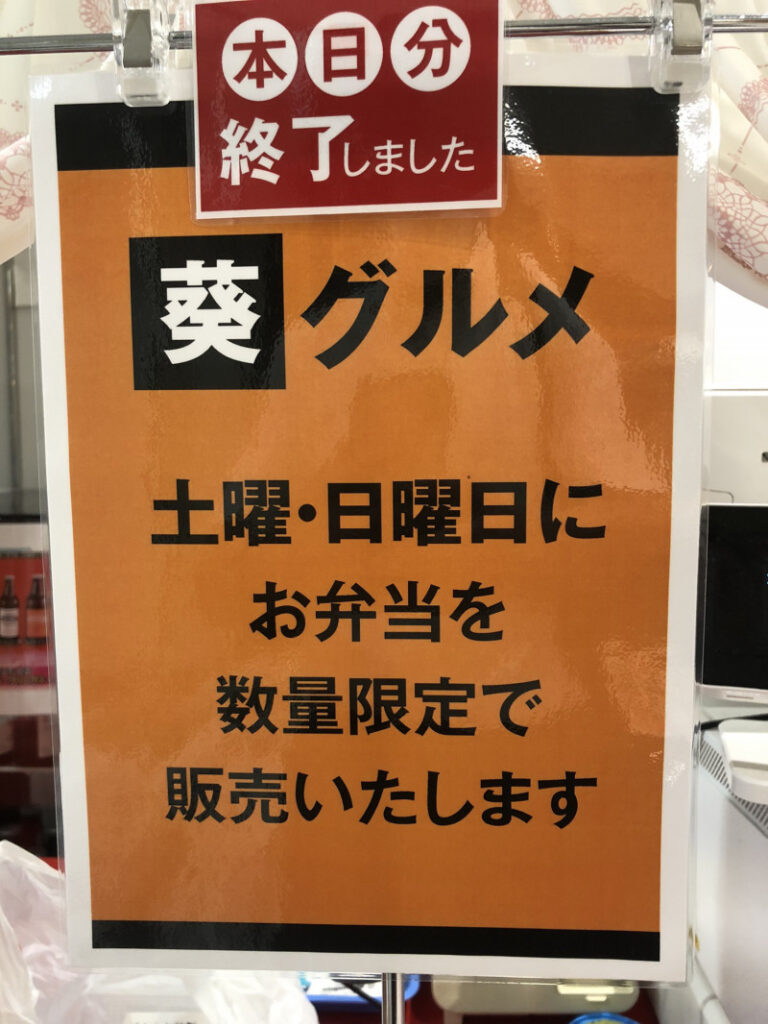 本日分
終了しました
葵グルメ
土曜・日曜日に
お弁当を
数量限定で
販売いたします